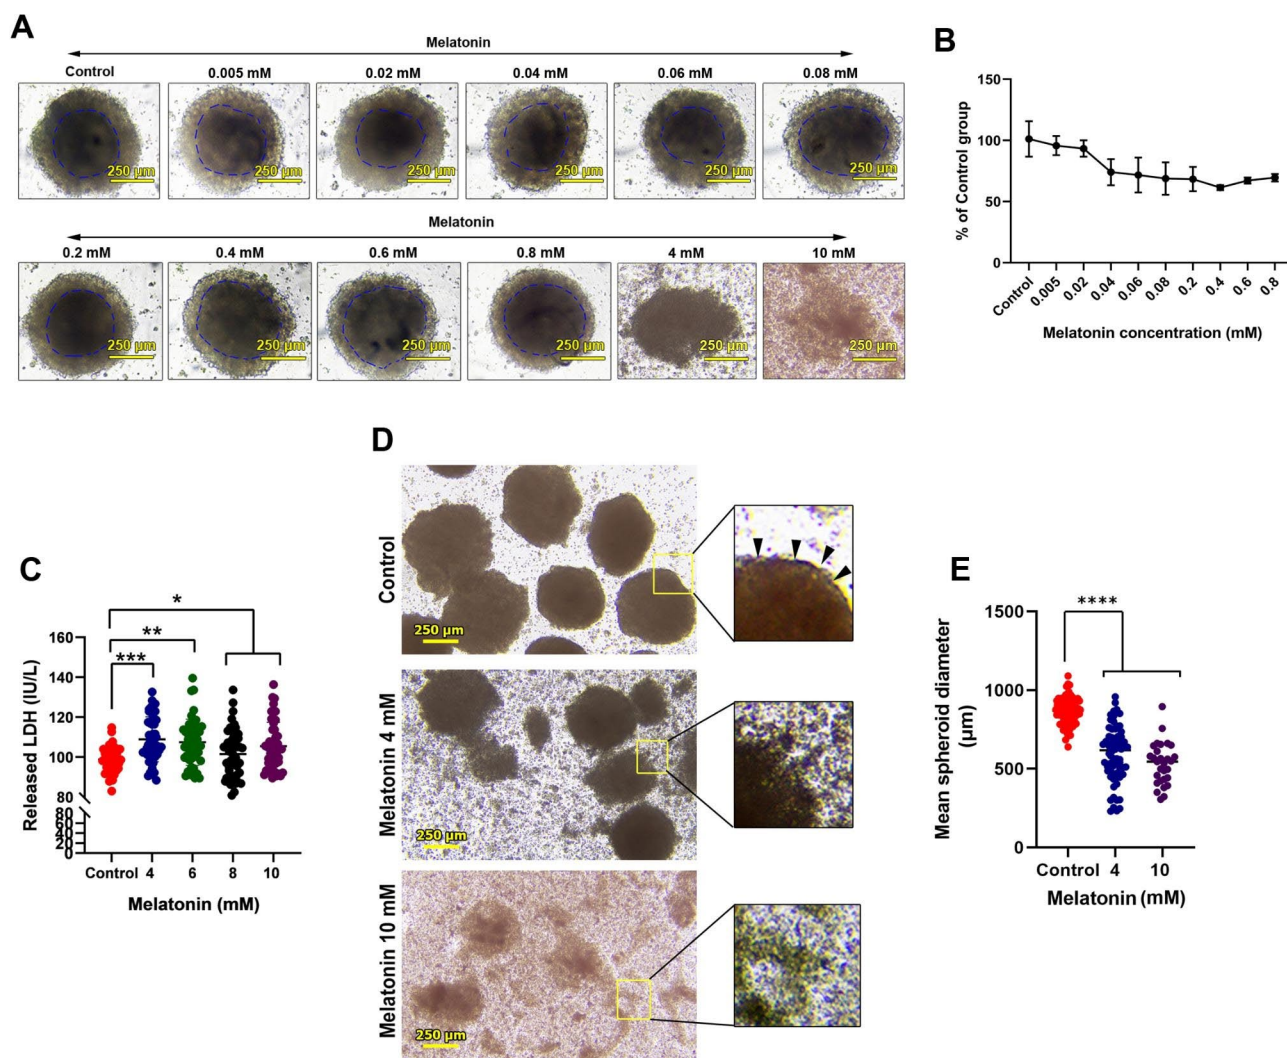 A
Melatonin
Control 0.005 mM 0.02 mM 0.04 mM 0.06 mM 0.08 mM
250 µm 250 µm 250 µm 250 µm 250 µm 250 µm
Melatonin
0.2 mM 0.4 mM 0.6 mM 0.8 mM 4 mM 10 mM
250 µm 250 µm 250 µm 250 µm 250 µm 250 µm
B
150
100
50
0
% of Control group
Control 0.005 0.02 0.04 0.06 0.08 0.2 0.4 0.6 0.8
Melatonin concentration (mM)
C
*
**
***
160
140
120
100
80
80
60
40
20
0
Released LDH (IU/L)
Control 4 6 8 10
Melatonin (mM)
D
Control
250 µm
Melatonin 4 mM
250 µm
Melatonin 10 mM
250 µm
E
****
1500
1000
500
0
Mean spheroid diameter
(µm)
Control 4 10
Melatonin (mM)